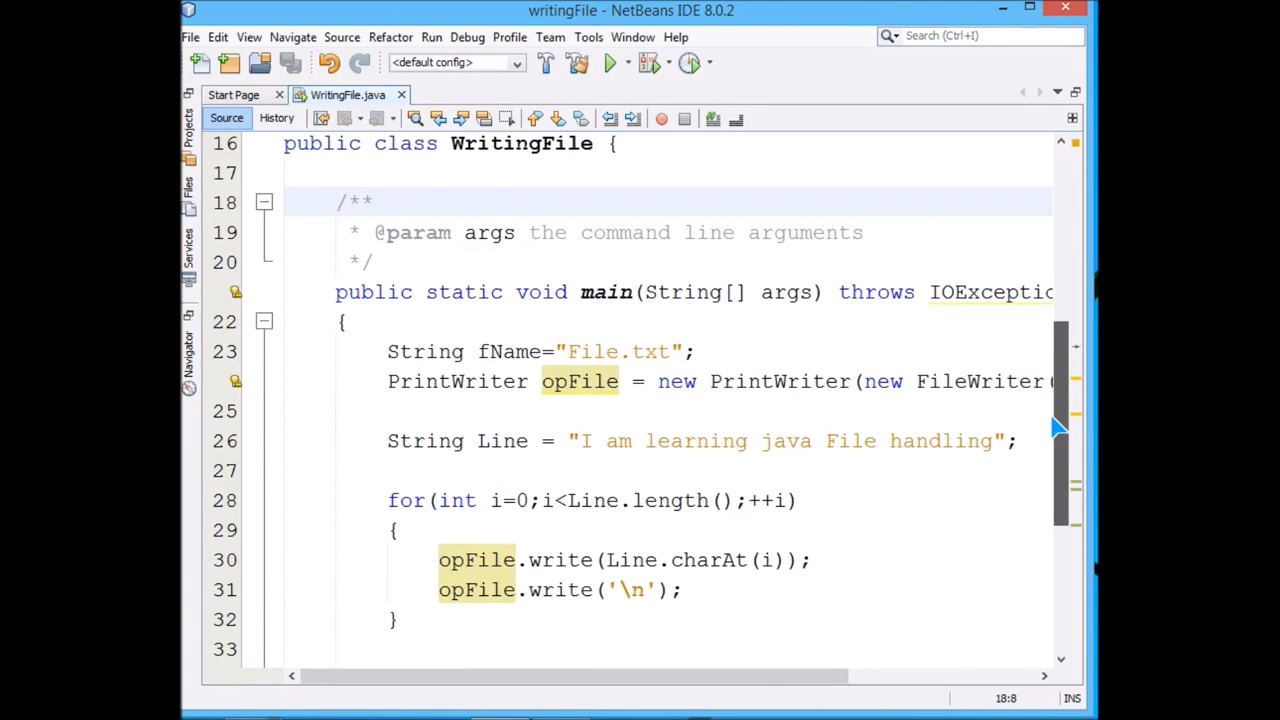 writingFile - NetBeans IDE 8.0.2
File Edit View Navigate Source Refactor Run Debug Profile Team Tools Window Help
Search (Ctrl+I)
<default config>
Start Page
WritingFile.java
Source History
Projects
Files
Services
Navigator
16 public class WritingFile {
17
18 /**
19 * @param args the command line arguments
20 */
public static void main(String[] args) throws IOExceptio
22 {
23 String fName="File.txt";
PrintWriter opFile = new PrintWriter(new FileWriter(
25
26 String Line = "I am learning java File handling";
27
28 for(int i=0;i<Line.length();++i)
29 {
30 opFile.write(Line.charAt(i));
31 opFile.write('\n');
32 }
33
18:8 INS